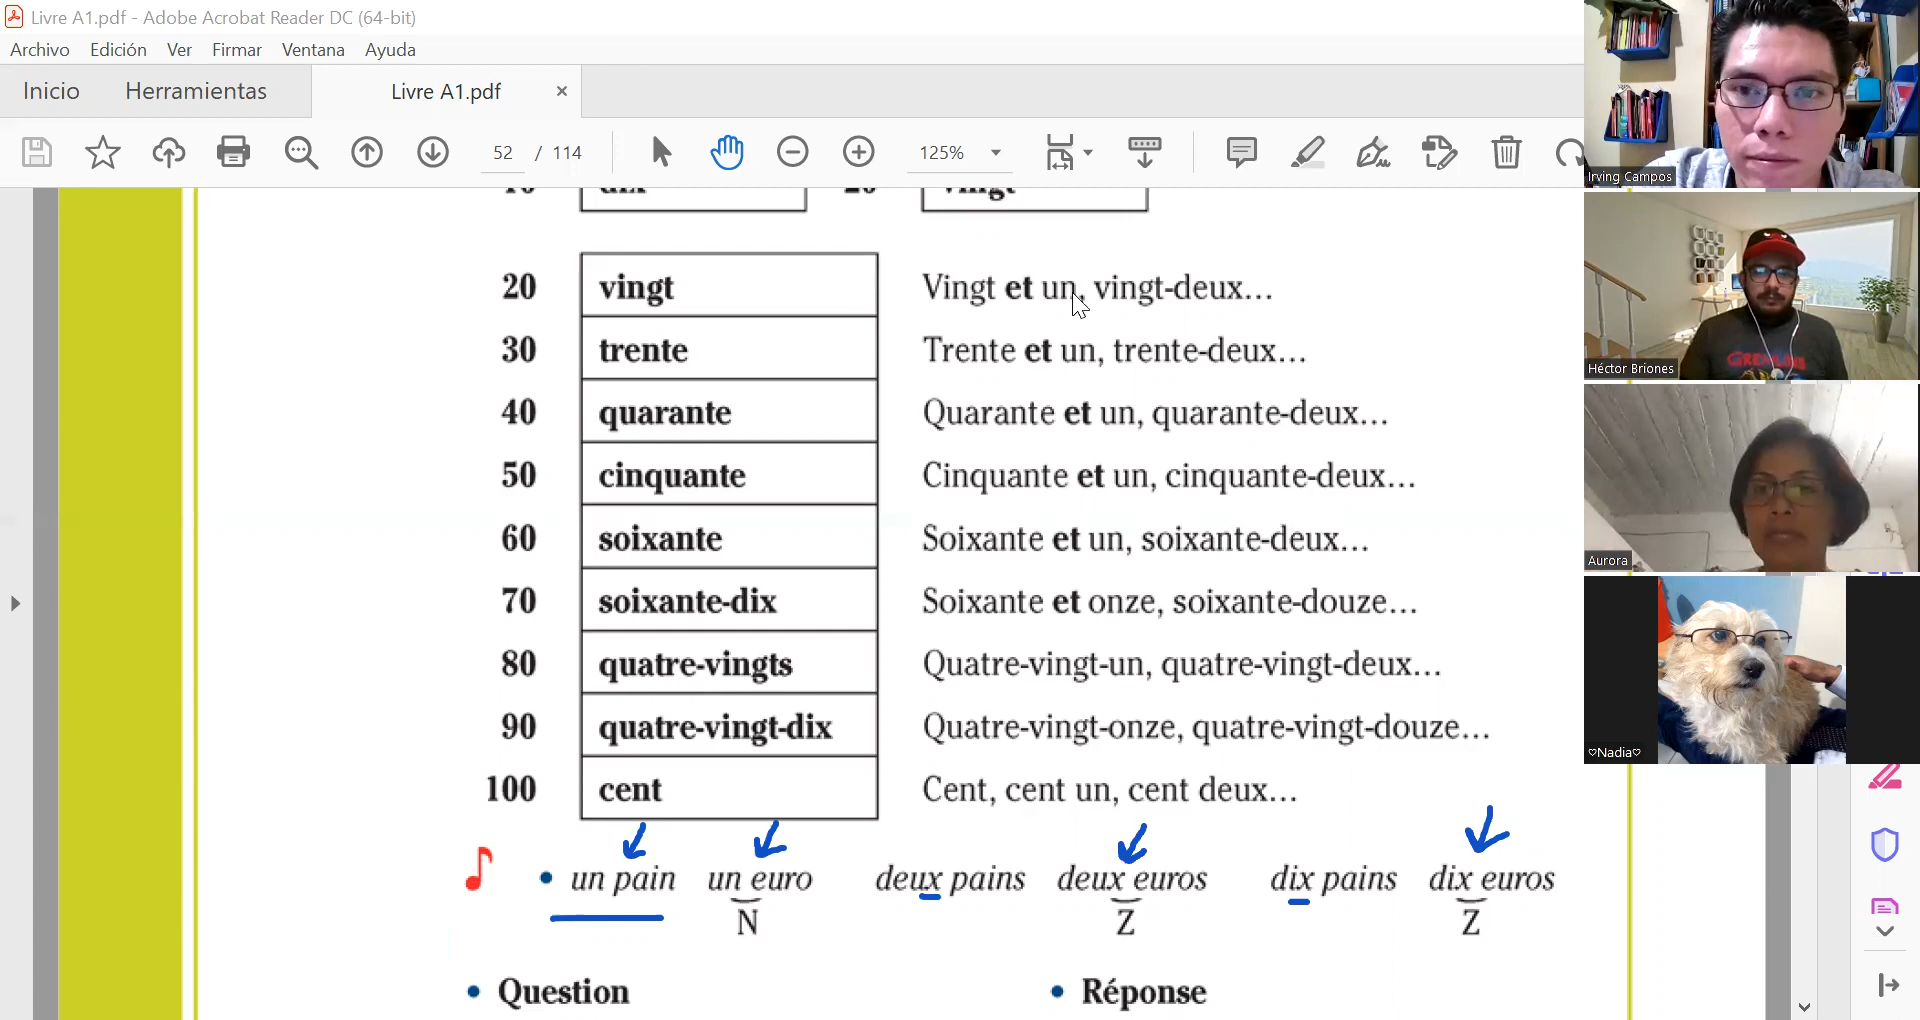 Livre A1.pdf - Adobe Acrobat Reader DC (64-bit)
Archivo Edición Ver Firmar Ventana Ayuda
Inicio Herramientas Livre A1.pdf ×
52 / 114 125%
10 dix 20 vingt
20 vingt Vingt et un, vingt-deux...
30 trente Trente et un, trente-deux...
40 quarante Quarante et un, quarante-deux...
50 cinquante Cinquante et un, cinquante-deux...
60 soixante Soixante et un, soixante-deux...
70 soixante-dix Soixante et onze, soixante-douze...
80 quatre-vingts Quatre-vingt-un, quatre-vingt-deux...
90 quatre-vingt-dix Quatre-vingt-onze, quatre-vingt-douze...
100 cent Cent, cent un, cent deux...
• un pain un euro deux pains deux euros dix pains dix euros
N Z Z
• Question • Réponse
Irving Campos
Héctor Briones
GREMLINS
Aurora
♡Nadia♡